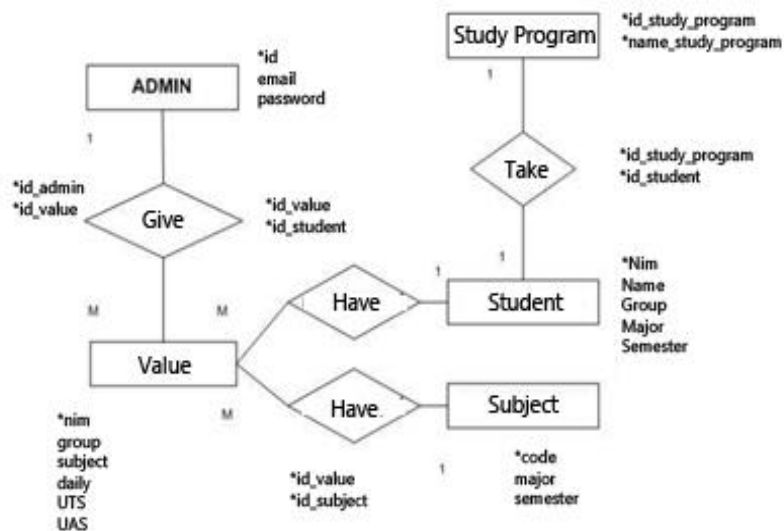 Study Program
*id_study_program
*name_study_program
1
ADMIN
*id
email
password
1
Take
*id_study_program
*id_student
*id_admin
*id_value
Give
*id_value
*id_student
1
1
*Nim
Name
Group
Major
Semester
Have
Student
M
M
Value
Have
Subject
M
*nim
group
subject
daily
UTS
UAS
*id_value
*id_subject
1
*code
major
semester